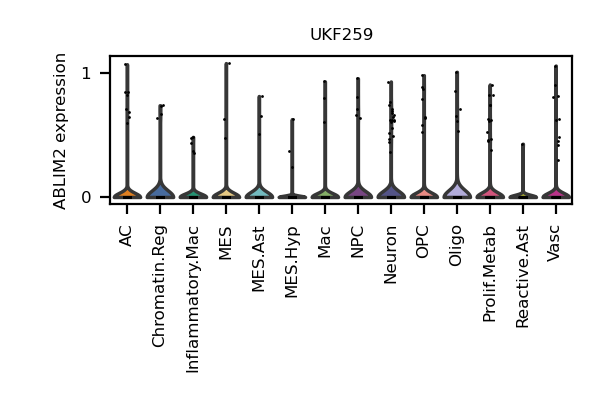 UKF259
ABLIM2 expression
1
0
AC
Chromatin.Reg
Inflammatory.Mac
MES
MES.Ast
MES.Hyp
Mac
NPC
Neuron
OPC
Oligo
Prolif.Metab
Reactive.Ast
Vasc